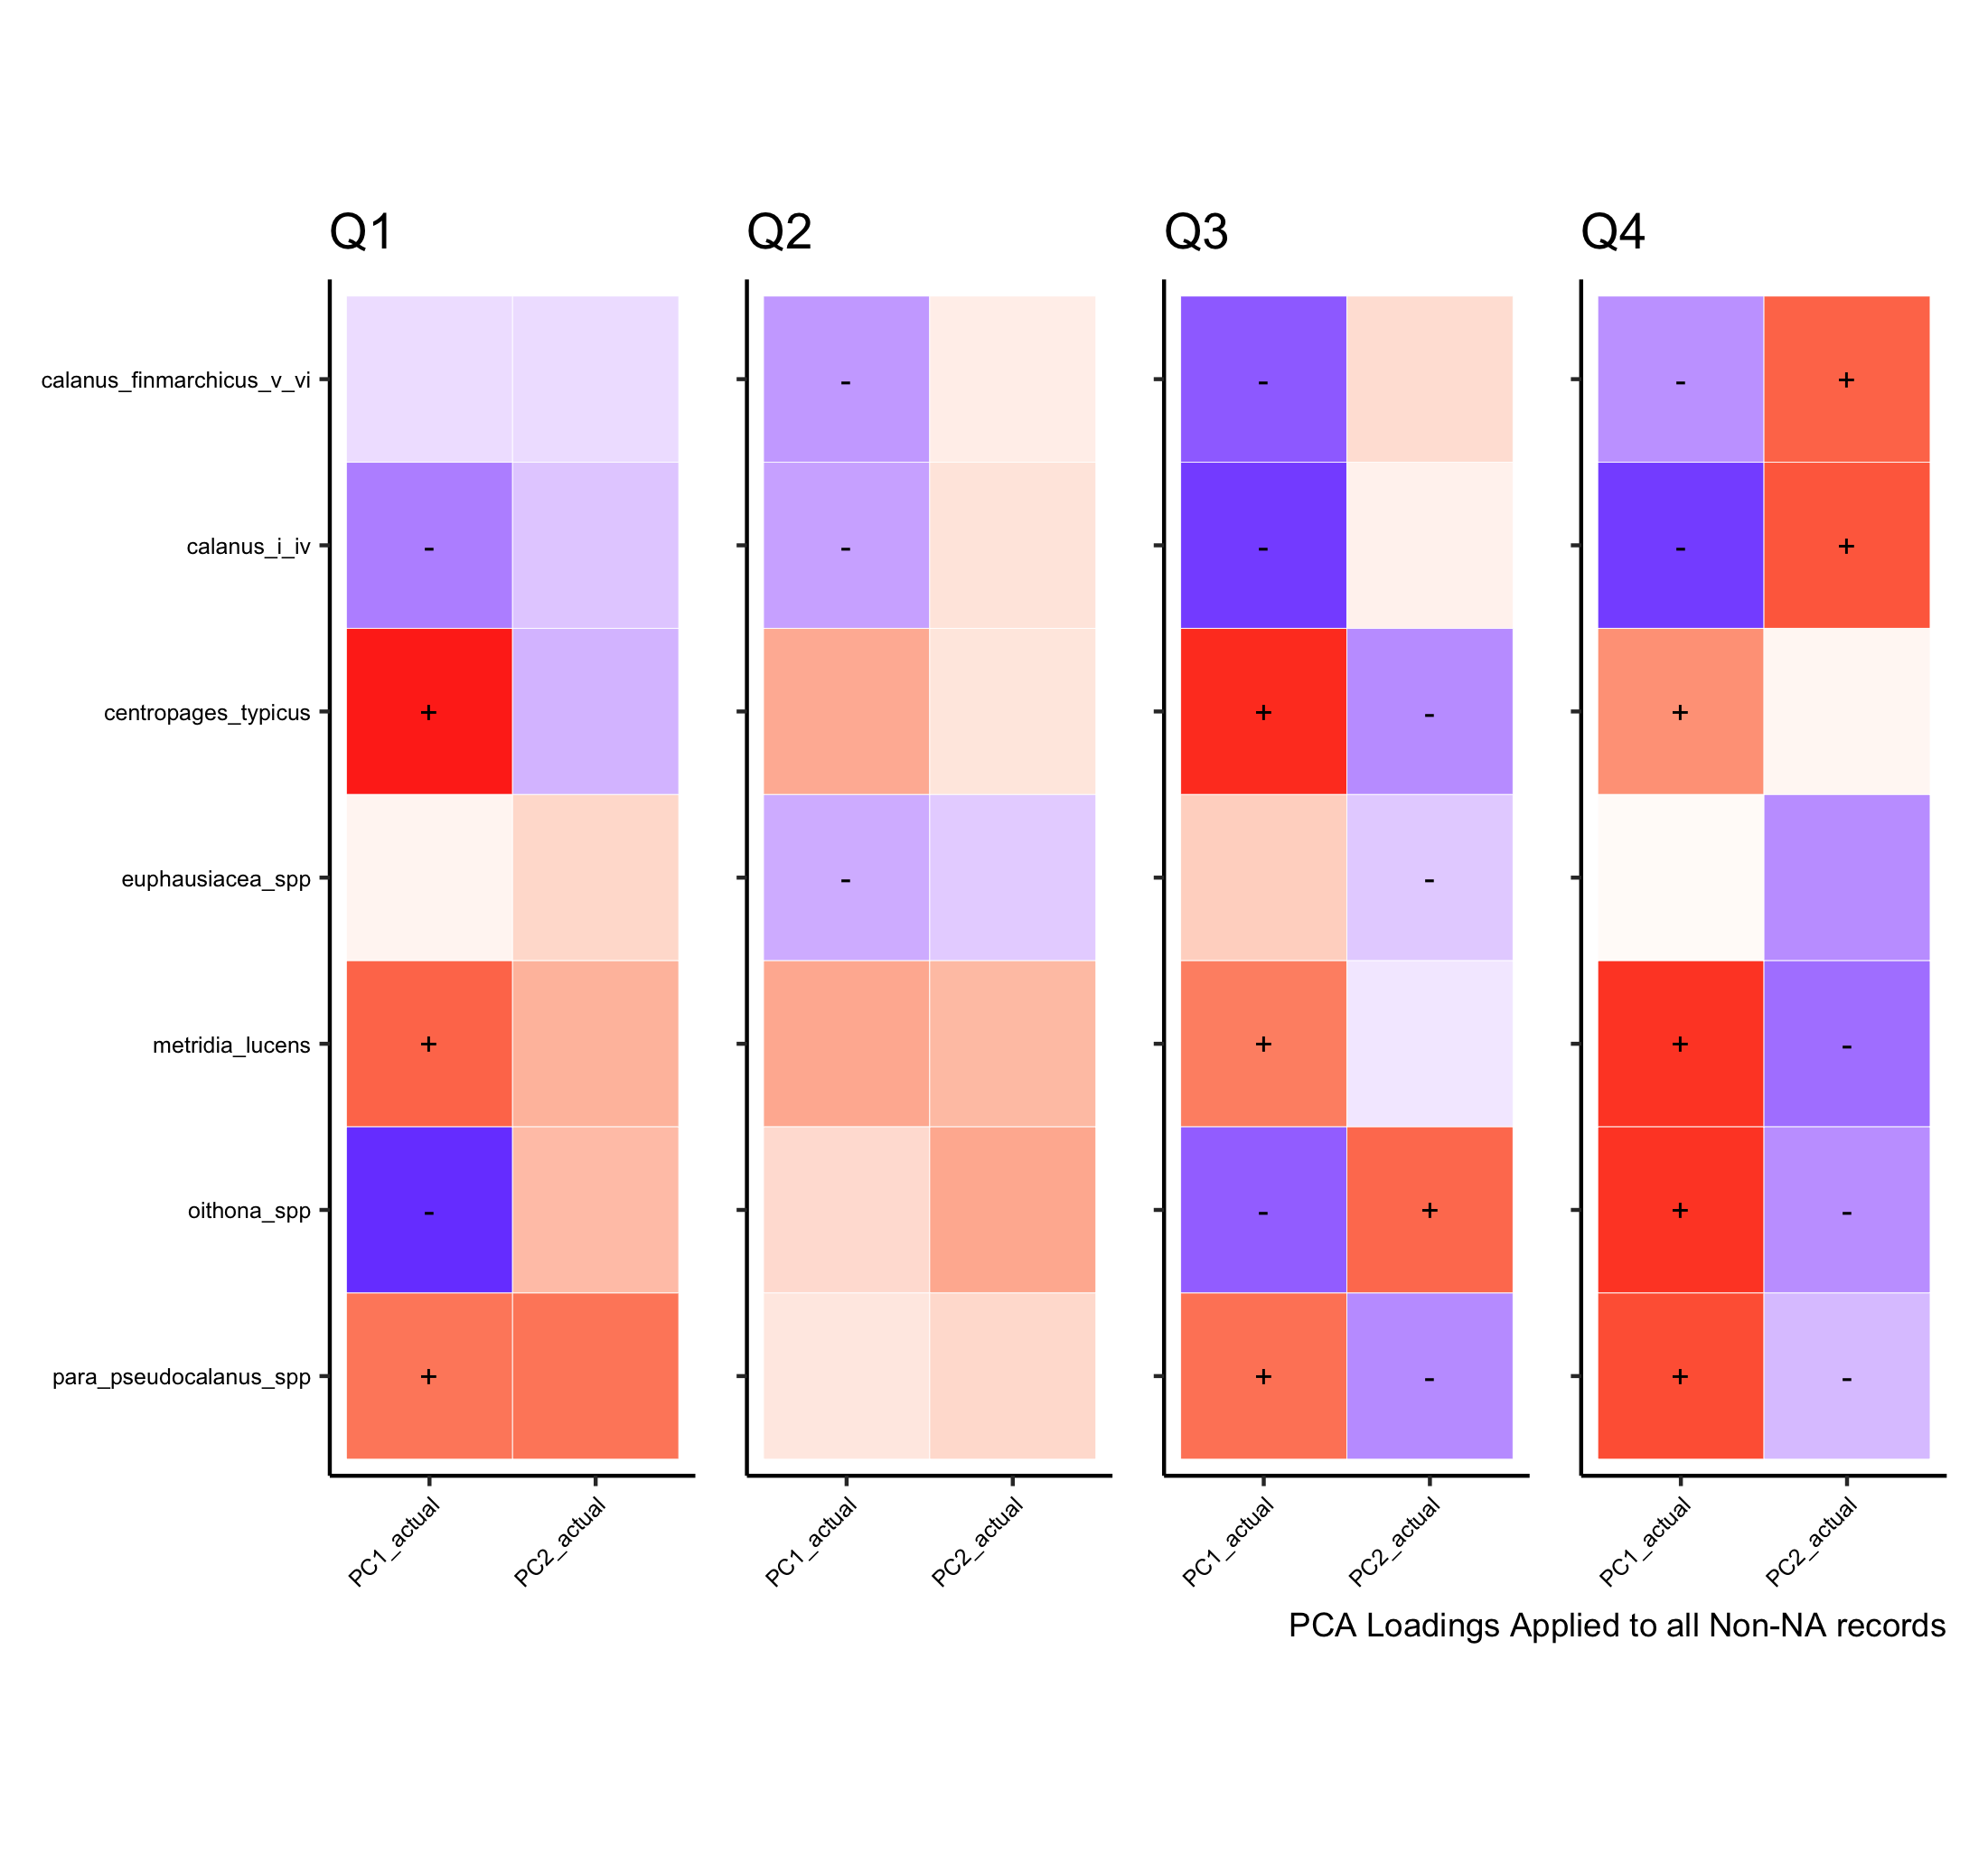 Q1 Q2 Q3 Q4
calanus_finmarchicus_v_vi - - - +
calanus_i_iv - - - - +
centropages_typicus + + - +
euphausiacea_spp - -
metridia_lucens + + + -
oithona_spp - - + + -
para_pseudocalanus_spp + + - + -
PC1_actual PC2_actual PC1_actual PC2_actual PC1_actual PC2_actual PC1_actual PC2_actual
PCA Loadings Applied to all Non-NA records